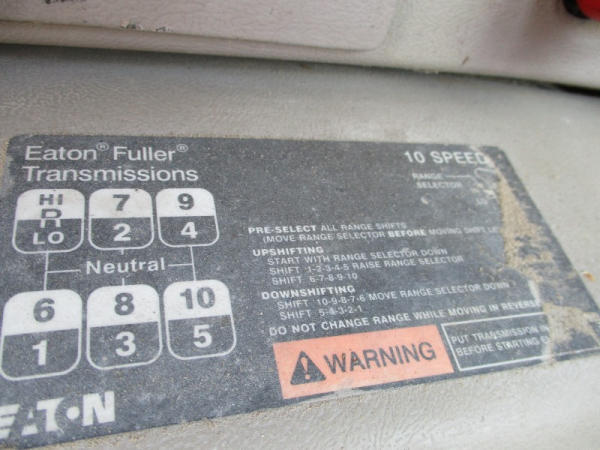 Eaton® Fuller®
Transmissions
10 SPEED
RANGE
SELECTOR
HI 7 9
R
LO 2 4
Neutral
6 8 10
1 3 5
PRE-SELECT ALL RANGE SHIFTS
(MOVE RANGE SELECTOR BEFORE MOVING SHIFT
UPSHIFTING
START WITH RANGE SELECTOR DOWN
SHIFT 1-2-3-4-5 RAISE RANGE SELECTOR
SHIFT 6-7-8-9-10
DOWNSHIFTING
SHIFT 10-9-8-7-6 MOVE RANGE SELECTOR DOWN
SHIFT 5-4-3-2-1
DO NOT CHANGE RANGE WHILE MOVING IN REVERS
WARNING
PUT TRANSMISSION IN
BEFORE STARTING
EATON